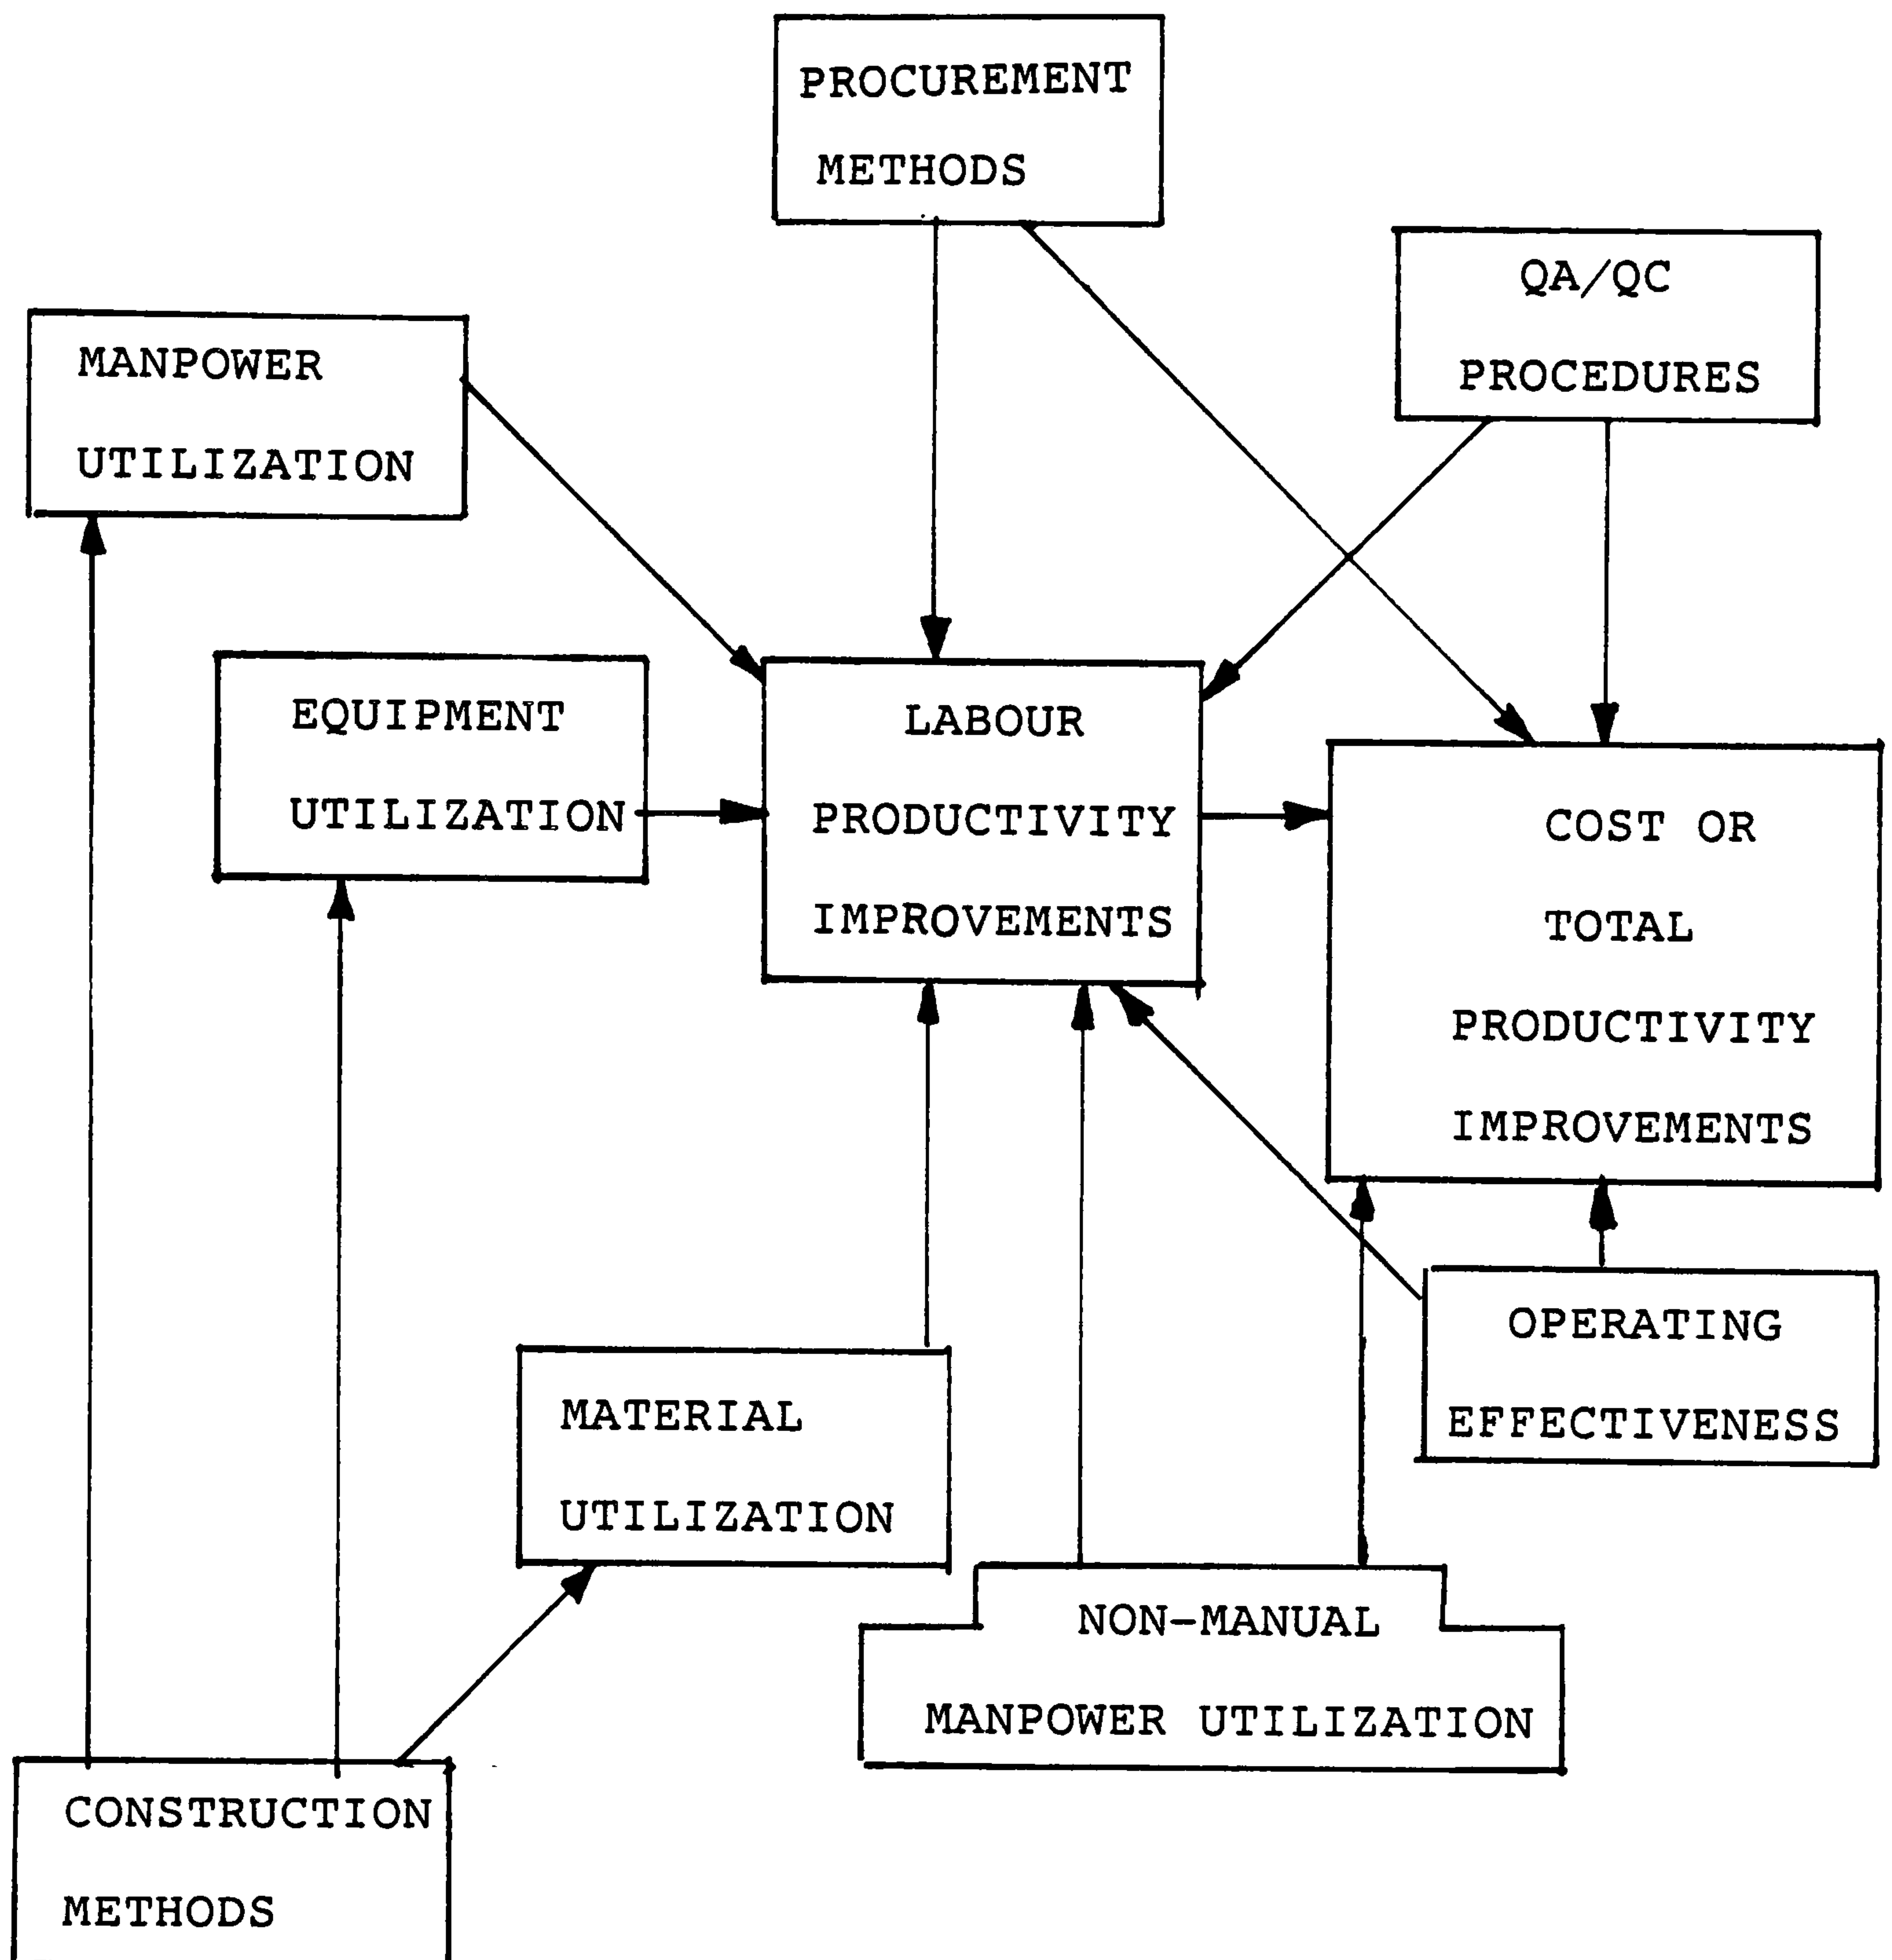 PROCUREMENT
METHODS
QA/QC
PROCEDURES
MANPOWER
UTILIZATION
EQUIPMENT
UTILIZATION
LABOUR
PRODUCTIVITY
IMPROVEMENTS
COST OR
TOTAL
PRODUCTIVITY
IMPROVEMENTS
OPERATING
EFFECTIVENESS
MATERIAL
UTILIZATION
NON-MANUAL
MANPOWER UTILIZATION
CONSTRUCTION
METHODS